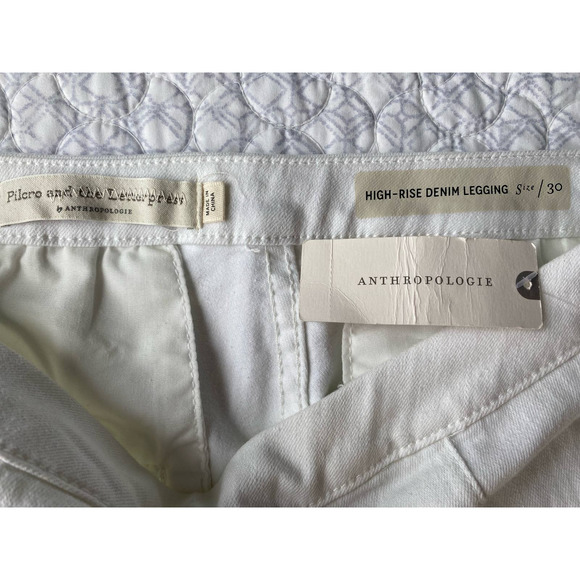 Pilcro and the Letterpress
by ANTHROPOLOGIE
MADE IN
CHINA
HIGH-RISE DENIM LEGGING Size / 30
ANTHROPOLOGIE